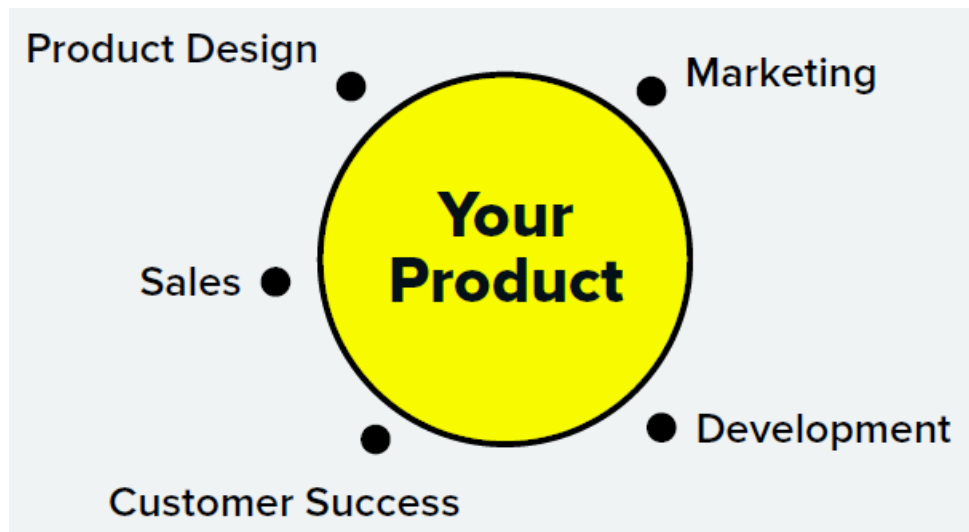 Product Design
Marketing
Your
Product
Sales
Development
Customer Success